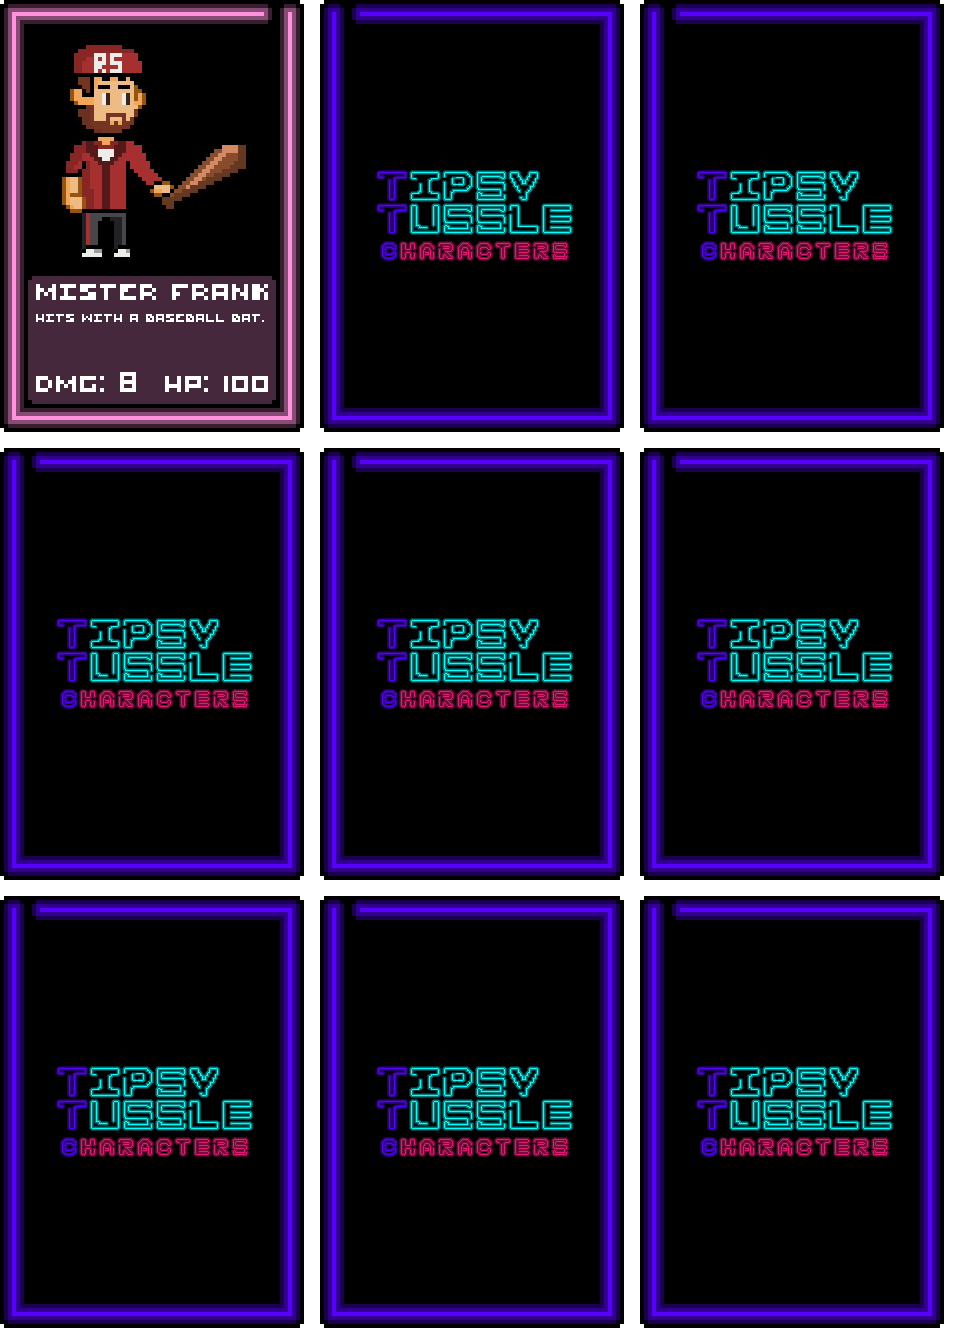 RS
MISTER FRANK
HITS WITH A BASEBALL BAT.
DMG: 8 HP: 100
TIPSY
TUSSLE
CHARACTERS
TIPSY
TUSSLE
CHARACTERS
TIPSY
TUSSLE
CHARACTERS
TIPSY
TUSSLE
CHARACTERS
TIPSY
TUSSLE
CHARACTERS
TIPSY
TUSSLE
CHARACTERS
TIPSY
TUSSLE
CHARACTERS
TIPSY
TUSSLE
CHARACTERS